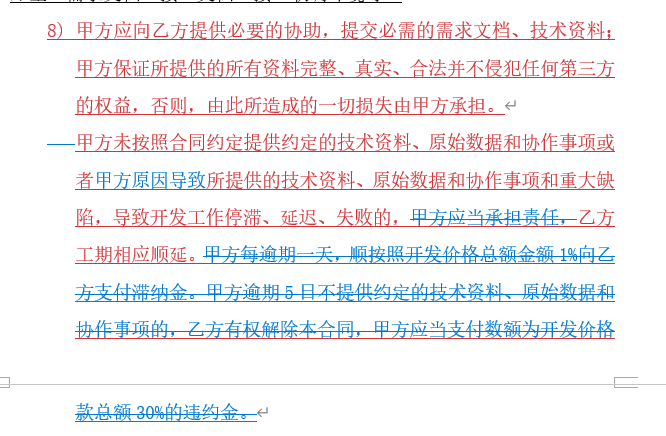 8) 甲方应向乙方提供必要的协助，提交必需的需求文档、技术资料；
甲方保证所提供的所有资料完整、真实、合法并不侵犯任何第三方
的权益，否则，由此所造成的一切损失由甲方承担。
甲方未按照合同约定提供约定的技术资料、原始数据和协作事项或
者甲方原因导致所提供的技术资料、原始数据和协作事项和重大缺
陷，导致开发工作停滞、延迟、失败的，甲方应当承担责任，乙方
工期相应顺延。甲方每逾期一天，顺按照开发价格总额金额 1%向乙
方支付滞纳金。甲方逾期 5 日不提供约定的技术资料、原始数据和
协作事项的，乙方有权解除本合同，甲方应当支付数额为开发价格
款总额 30%的违约金。